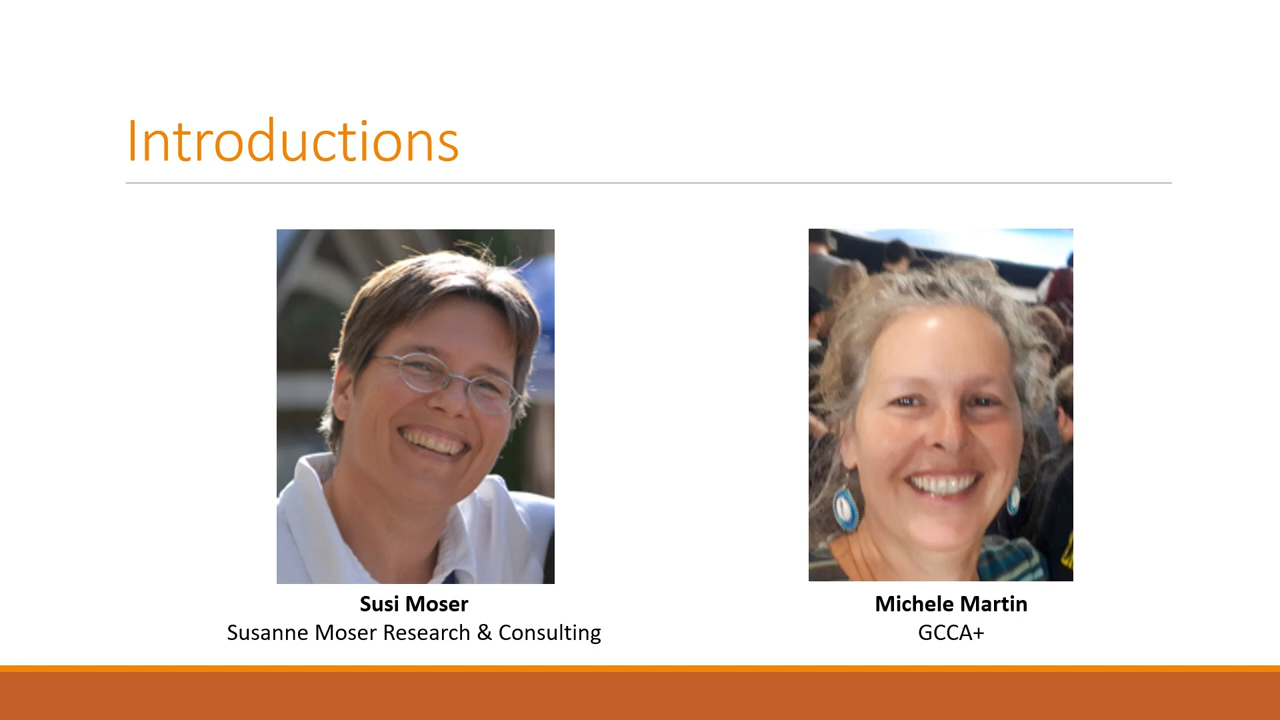 Introductions
Susi Moser
Susanne Moser Research & Consulting
Michele Martin
GCCA+